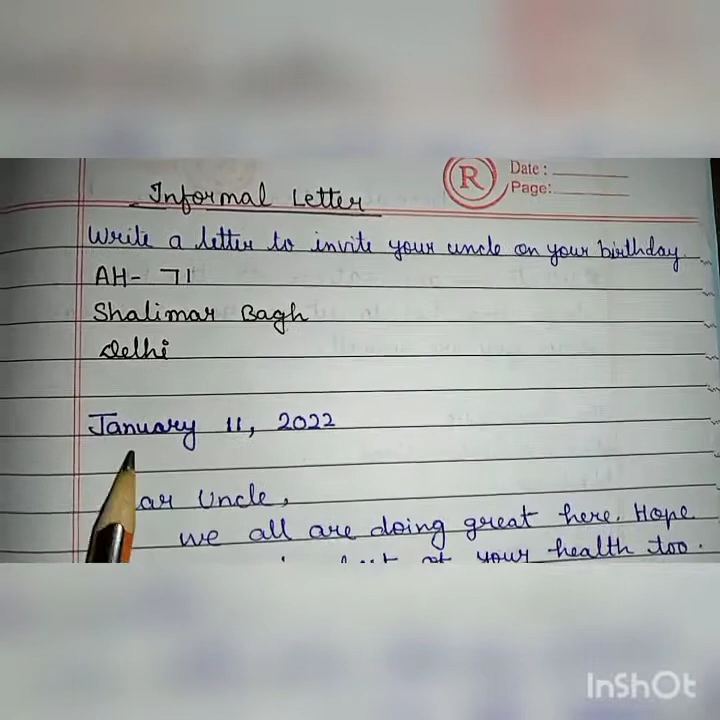 R
Date :
Page:
Informal Letter
Write a letter to invite your uncle on your birthday
AH- 71
Shalimar Bagh
Delhi
January 11, 2022
ar Uncle,
we all are doing great here. Hope
of your health too.
InShOt